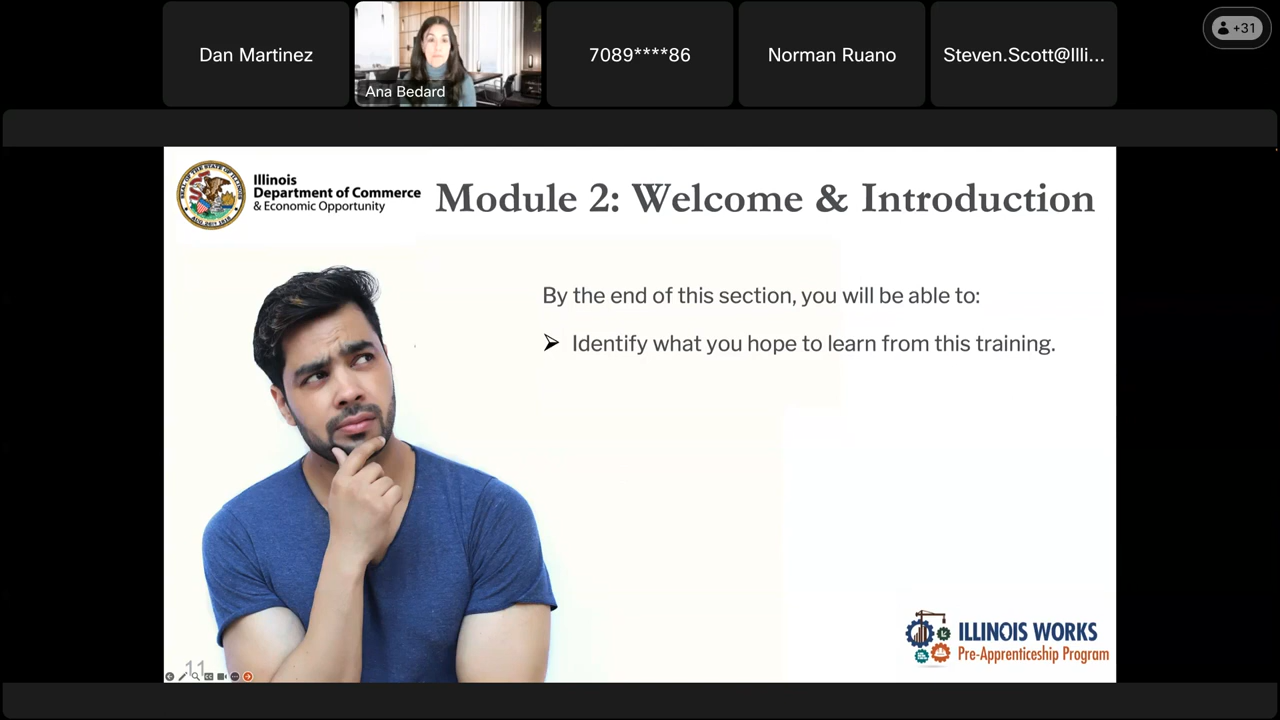 Dan Martinez
Ana Bedard
7089****86
Norman Ruano
Steven.Scott@Illi...
+31
Illinois
Department of Commerce
& Economic Opportunity
Module 2: Welcome & Introduction
By the end of this section, you will be able to:
➤ Identify what you hope to learn from this training.
11
ILLINOIS WORKS
Pre-Apprenticeship Program